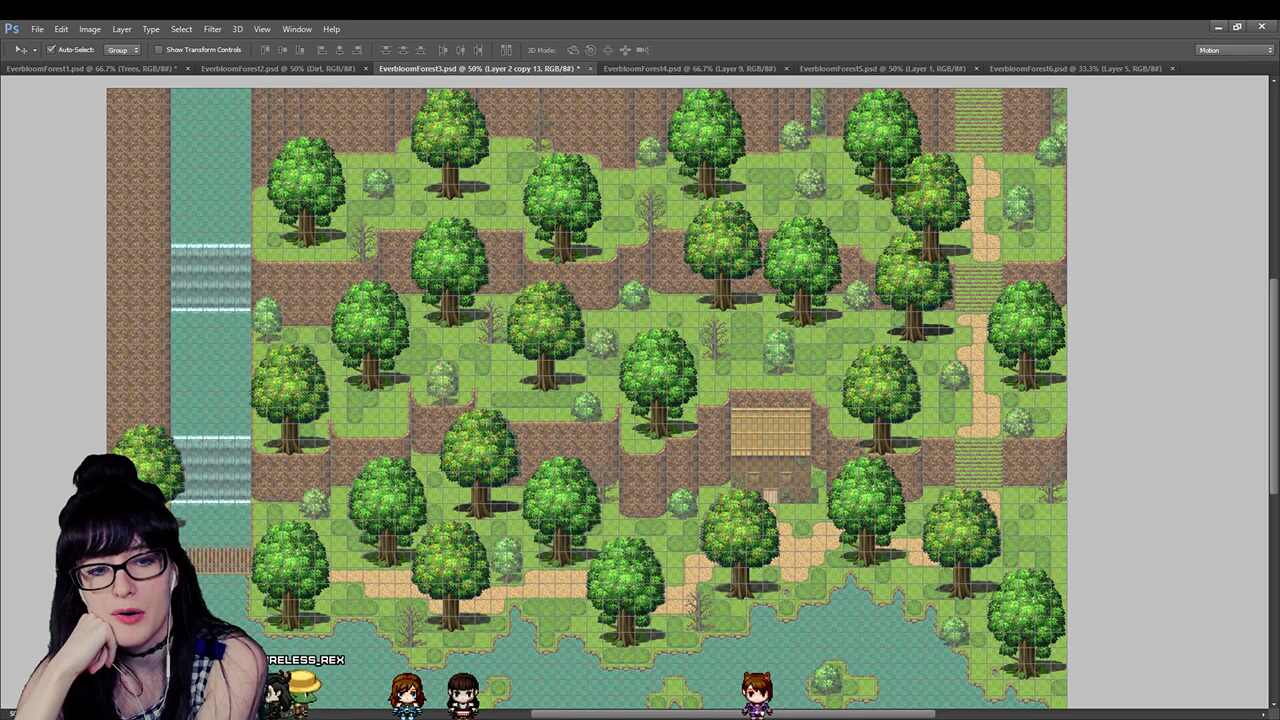 Ps File Edit Image Layer Type Select Filter 3D View Window Help
Auto-Select: Group Show Transform Controls 3D Mode: Motion
EverbloomForest1.psd @ 66.7% (Trees, RGB/8#) * × EverbloomForest2.psd @ 50% (Dirt, RGB/8#) × EverbloomForest3.psd @ 50% (Layer 2 copy 13, RGB/8#) * × EverbloomForest4.psd @ 66.7% (Layer 9, RGB/8#) × EverbloomForest5.psd @ 50% (Layer 1, RGB/8#) × EverbloomForest6.psd @ 33.3% (Layer 5, RGB/8#) ×